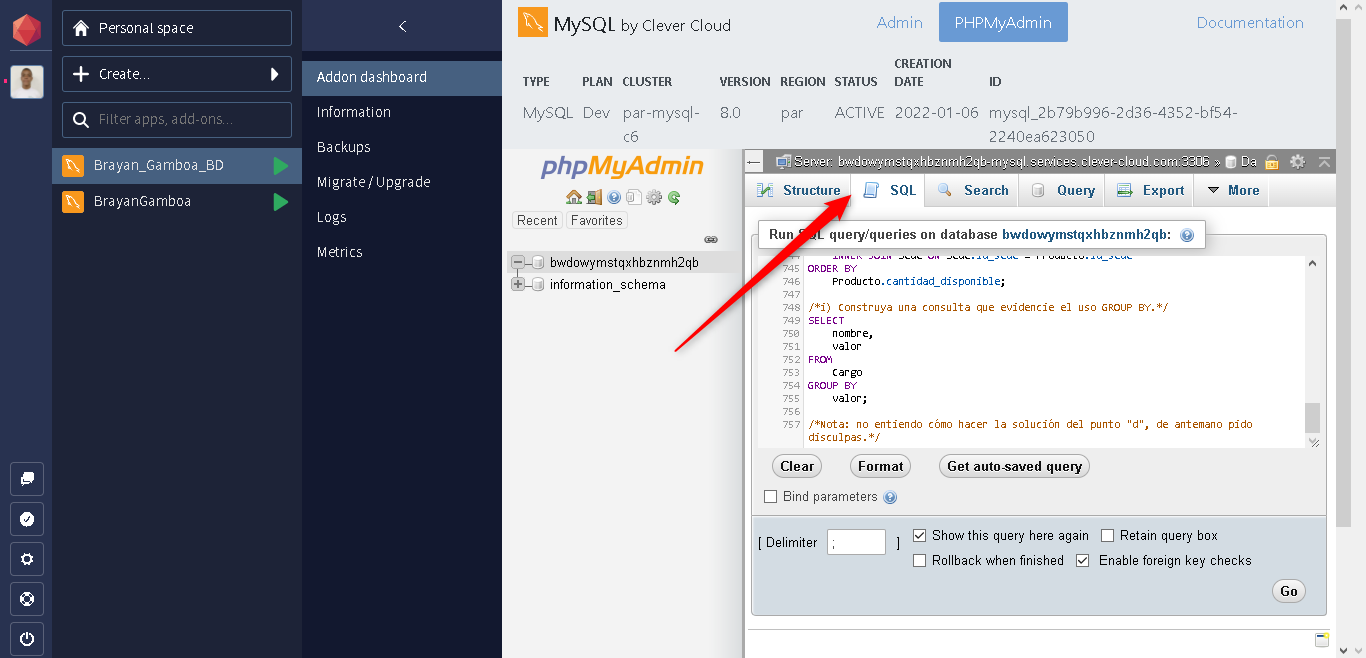 Personal space
Create...
Filter apps, add-ons...
Brayan_Gamboa_BD
BrayanGamboa
Addon dashboard
Information
Backups
Migrate / Upgrade
Logs
Metrics
MySQL by Clever Cloud
Admin
PHPMyAdmin
Documentation
TYPE PLAN CLUSTER VERSION REGION STATUS CREATION DATE ID
MySQL Dev par-mysql-c6 8.0 par ACTIVE 2022-01-06 mysql_2b79b996-2d36-4352-bf54-2240ea623050
phpMyAdmin
Recent Favorites
bwdowymstqxhbznmh2qb
information_schema
Server: bwdowymstqxhbznmh2qb-mysql.services.clever-cloud.com:3306 » Da
Structure SQL Search Query Export More
Run SQL query/queries on database bwdowymstqxhbznmh2qb:
744 INNER JOIN Sede ON Sede.id_sede = Producto.id_sede
745 ORDER BY
746 Producto.cantidad_disponible;
747
748 /*i) Construya una consulta que evidencie el uso GROUP BY.*/
749 SELECT
750 nombre,
751 valor
752 FROM
753 Cargo
754 GROUP BY
755 valor;
756
757 /*Nota: no entiendo cómo hacer la solución del punto "d", de antemano pido
disculpas.*/
Clear Format Get auto-saved query
Bind parameters
[ Delimiter ; ] Show this query here again Retain query box
Rollback when finished Enable foreign key checks
Go